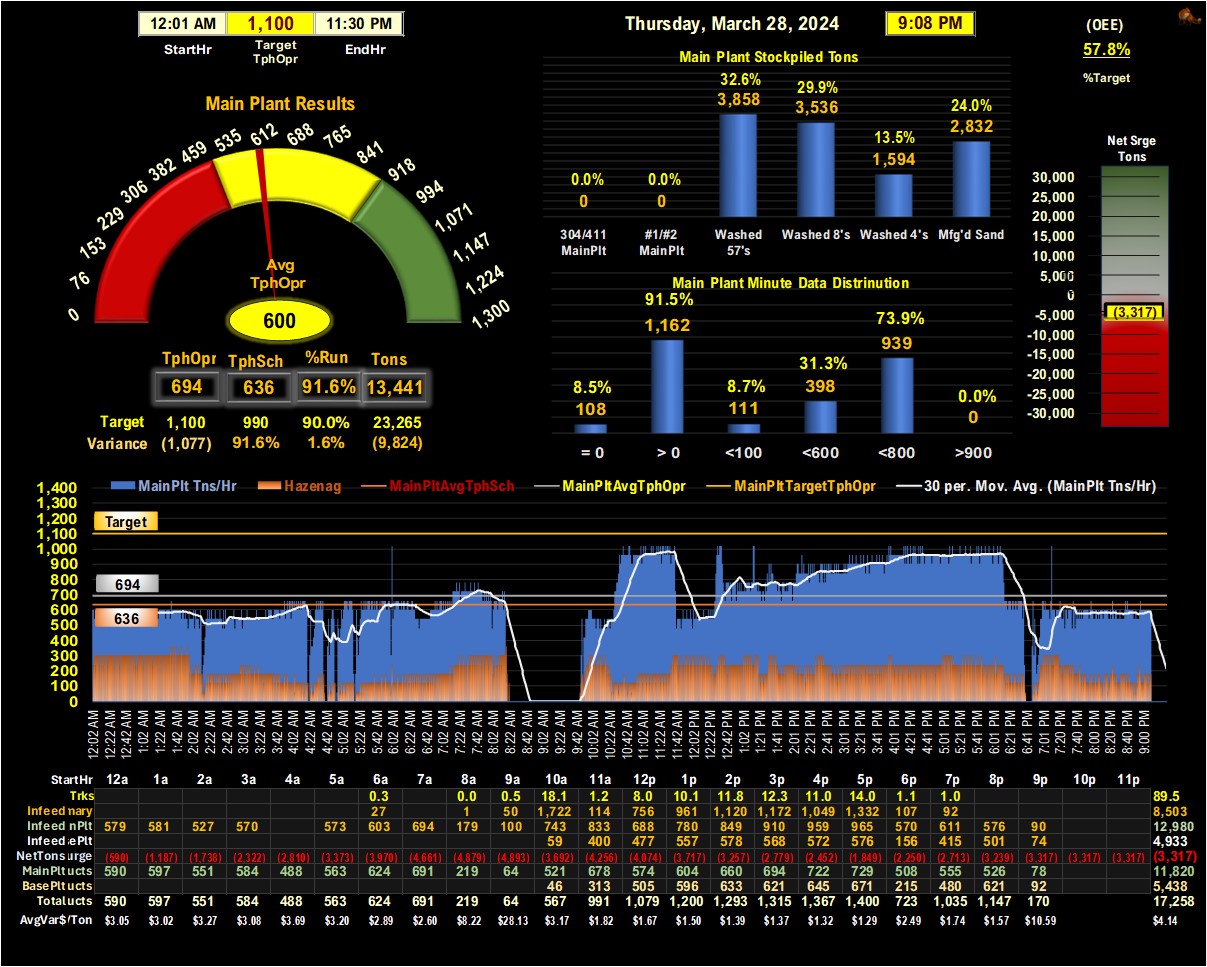 12:01 AM 1,100 11:30 PM
StartHr Target TphOpr EndHr
Thursday, March 28, 2024 9:08 PM
(OEE)
57.8%
%Target
Main Plant Results
0 76 153 229 306 382 459 535 612 688 765 841 918 994 1,071 1,147 1,224 1,300
Avg
TphOpr
600
TphOpr TphSch %Run Tons
694 636 91.6% 13,441
Target 1,100 990 90.0% 23,265
Variance (1,077) 91.6% 1.6% (9,824)
Main Plant Stockpiled Tons
0.0% 0.0% 32.6% 29.9% 13.5% 24.0%
0 0 3,858 3,536 1,594 2,832
304/411 MainPlt #1/#2 MainPlt Washed 57's Washed 8's Washed 4's Mfg'd Sand
Main Plant Minute Data Distrinution
8.5% 91.5% 8.7% 31.3% 73.9% 0.0%
108 1,162 111 398 939 0
= 0 > 0 <100 <600 <800 >900
Net Srge
Tons
30,000
25,000
20,000
15,000
10,000
5,000
0
(3,317)
-5,000
-10,000
-15,000
-20,000
-25,000
-30,000
MainPlt Tns/Hr Hazenag MainPltAvgTphSch MainPltAvgTphOpr MainPltTargetTphOpr 30 per. Mov. Avg. (MainPlt Tns/Hr)
1,400
1,300
1,200
1,100
1,000
900
800
700
600
500
400
300
200
100
0
Target
694
636
12:02 AM 12:22 AM 12:42 AM 1:02 AM 1:22 AM 1:42 AM 2:02 AM 2:22 AM 2:42 AM 3:02 AM 3:22 AM 3:42 AM 4:02 AM 4:22 AM 4:42 AM 5:02 AM 5:22 AM 5:42 AM 6:02 AM 6:22 AM 6:42 AM 7:02 AM 7:22 AM 7:42 AM 8:02 AM 8:22 AM 8:42 AM 9:02 AM 9:22 AM 9:42 AM 10:02 AM 10:22 AM 10:42 AM 11:02 AM 11:22 AM 11:42 AM 12:02 PM 12:22 PM 12:42 PM 1:02 PM 1:21 PM 1:41 PM 2:01 PM 2:21 PM 2:41 PM 3:01 PM 3:21 PM 3:41 PM 4:01 PM 4:21 PM 4:41 PM 5:01 PM 5:21 PM 5:41 PM 6:01 PM 6:21 PM 6:41 PM 7:01 PM 7:20 PM 7:40 PM 8:00 PM 8:20 PM 8:40 PM 9:00 PM
StartHr 12a 1a 2a 3a 4a 5a 6a 7a 8a 9a 10a 11a 12p 1p 2p 3p 4p 5p 6p 7p 8p 9p 10p 11p
Trks 0.3 0.0 0.5 18.1 1.2 8.0 10.1 11.8 12.3 11.0 14.0 1.1 1.0 89.5
Infeed nary 27 1 50 1,722 114 756 961 1,120 1,172 1,049 1,332 107 92 8,503
Infeed nPlt 579 581 527 570 573 603 694 179 100 743 833 688 780 849 910 959 965 570 611 576 90 12,980
Infeed ePlt 59 400 477 557 578 568 572 576 156 415 501 74 4,933
NetTonsurge (590) (1,187) (1,738) (2,322) (2,810) (3,373) (3,970) (4,661) (4,879) (4,893) (3,692) (4,256) (4,074) (3,717) (3,257) (2,779) (2,452) (1,849) (2,250) (2,713) (3,239) (3,317) (3,317) (3,317) (3,317)
MainPlt ucts 590 597 551 584 488 563 624 691 219 64 521 678 574 604 660 694 722 729 508 555 526 78 11,820
BasePlt ucts 46 313 505 596 633 621 645 671 215 480 621 92 5,438
Total ucts 590 597 551 584 488 563 624 691 219 64 567 991 1,079 1,200 1,293 1,315 1,367 1,400 723 1,035 1,147 170 17,258
AvgVar$/Ton $3.05 $3.02 $3.27 $3.08 $3.69 $3.20 $2.89 $2.60 $8.22 $28.13 $3.17 $1.82 $1.67 $1.50 $1.39 $1.37 $1.32 $1.29 $2.49 $1.74 $1.57 $10.59 $4.14